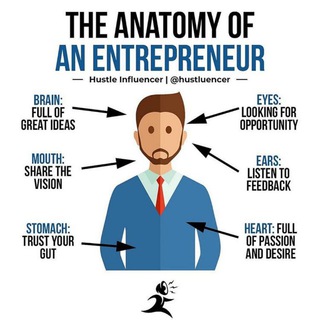 THE ANATOMY OF
AN ENTREPRENEUR
Hustle Influencer | @hustluencer
BRAIN:
FULL OF
GREAT IDEAS
EYES:
LOOKING FOR
OPPORTUNITY
MOUTH:
SHARE THE
VISION
EARS:
LISTEN TO
FEEDBACK
STOMACH:
TRUST YOUR
GUT
HEART: FULL
OF PASSION
AND DESIRE